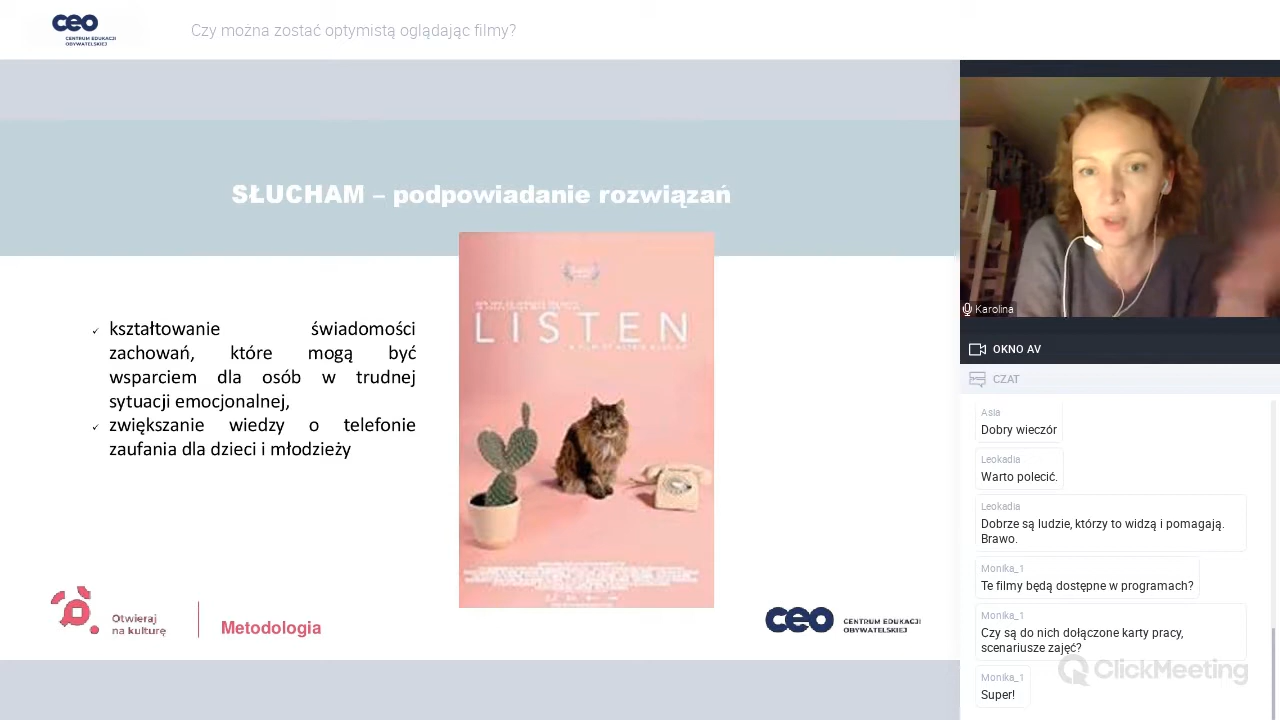 ceo
CENTRUM EDUKACJI
OBYWATELSKIEJ
Czy można zostać optymistą oglądając filmy?
SŁUCHAM – podpowiadanie rozwiązań
LISTEN
kształtowanie świadomości
zachowań, które mogą być
wsparciem dla osób w trudnej
sytuacji emocjonalnej,
zwiększanie wiedzy o telefonie
zaufania dla dzieci i młodzieży
Otwieraj
na kulturę
Metodologia
ceo
CENTRUM EDUKACJI
OBYWATELSKIEJ
Karolina
OKNO AV
CZAT
Asia
Dobry wieczór
Leokadia
Warto polecić.
Leokadia
Dobrze są ludzie, którzy to widzą i pomagają.
Brawo.
Monika_1
Te filmy będą dostępne w programach?
Monika_1
Czy są do nich dołączone karty pracy,
scenariusze zajęć?
Monika_1
Super!
ClickMeeting